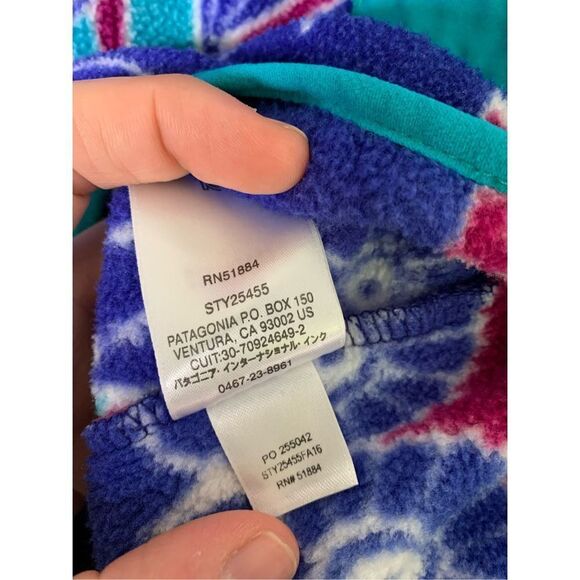 RN51884
STY25455
PATAGONIA P.O. BOX 150
VENTURA, CA 93002 US
CUIT:30-70924649-2
パタゴニア・インターナショナル・インク
0467-23-8961
PO 255042
STY25455FA16
RN# 51884